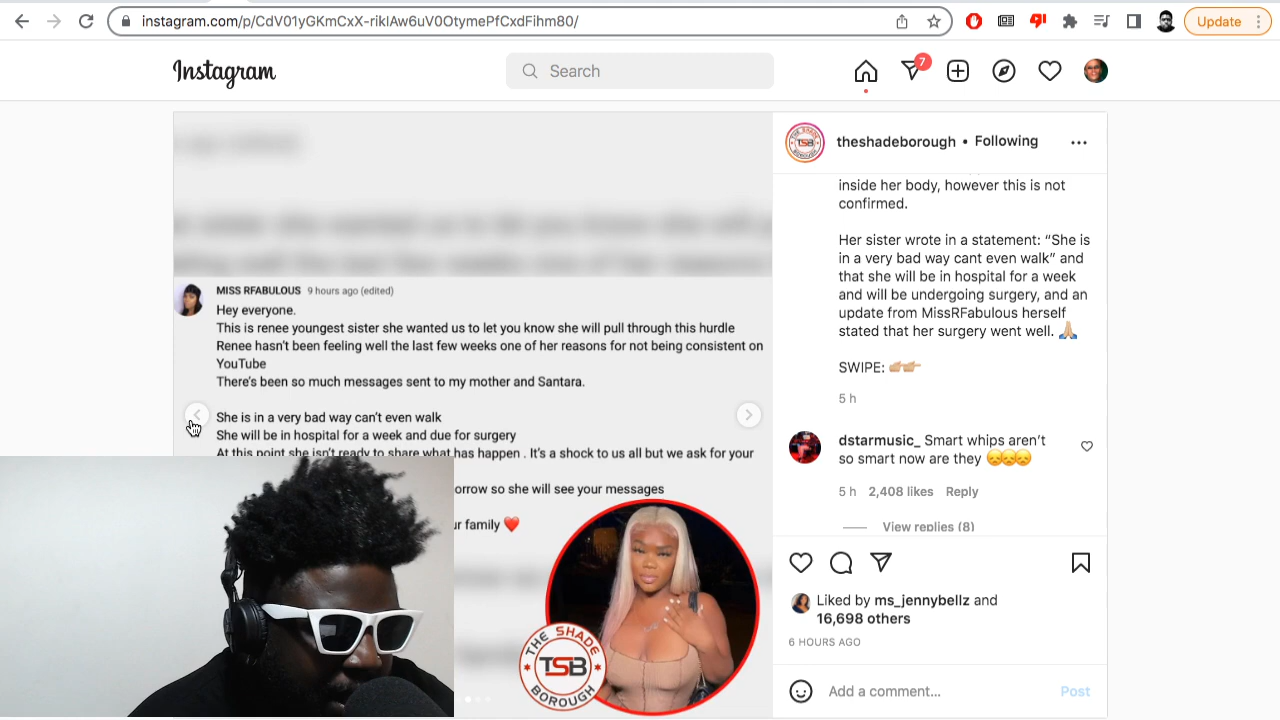 instagram.com/p/CdV01yGKmCxX-rikIAw6uV0OtymePfCxdFihm80/
Update
Instagram
Search
7
theshadeborough • Following
inside her body, however this is not
confirmed.
Her sister wrote in a statement: “She is
in a very bad way cant even walk” and
that she will be in hospital for a week
and will be undergoing surgery, and an
update from MissRFabulous herself
stated that her surgery went well. 🙏🏼
SWIPE: 👉🏼👉🏼
5 h
dstarmusic_ Smart whips aren’t
so smart now are they 😞😞😞
5 h 2,408 likes Reply
View replies (8)
Liked by ms_jennybellz and
16,698 others
6 HOURS AGO
Add a comment...
Post
MISS RFABULOUS 9 hours ago (edited)
Hey everyone.
This is renee youngest sister she wanted us to let you know she will pull through this hurdle
Renee hasn’t been feeling well the last few weeks one of her reasons for not being consistent on
YouTube
There’s been so much messages sent to my mother and Santara.
She is in a very bad way can’t even walk
She will be in hospital for a week and due for surgery
At this point she isn’t ready to share what has happen . It’s a shock to us all but we ask for your
orrow so she will see your messages
ur family ❤️
THE SHADE
TSB
BOROUGH